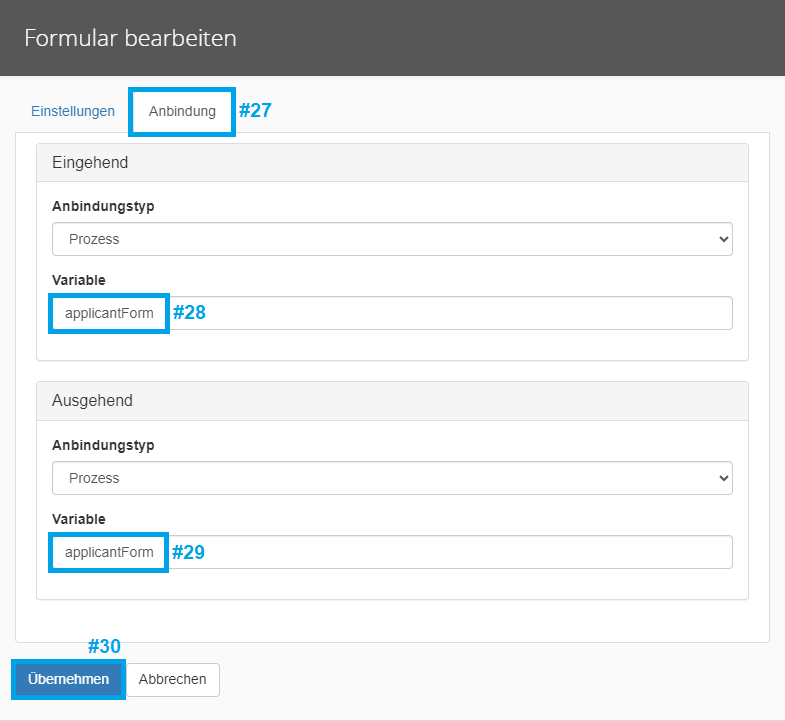 Formular bearbeiten
Einstellungen Anbindung #27
Eingehend
Anbindungstyp
Prozess
Variable
applicantForm #28
Ausgehend
Anbindungstyp
Prozess
Variable
applicantForm #29
#30
Übernehmen Abbrechen